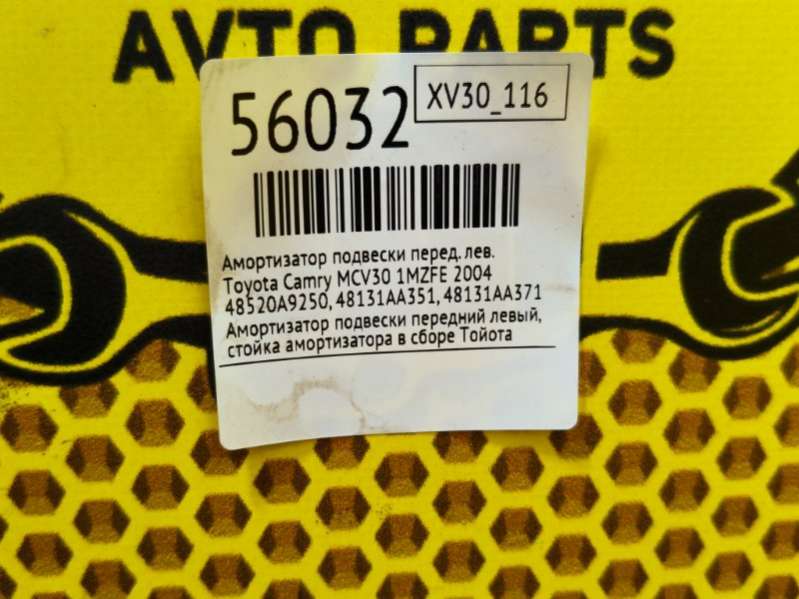 AVTO PARTS
56032
XV30_116
Амортизатор подвески перед. лев.
Toyota Camry MCV30 1MZFE 2004
48520A9250, 48131AA351, 48131AA371
Амортизатор подвески передний левый,
стойка амортизатора в сборе Тойота